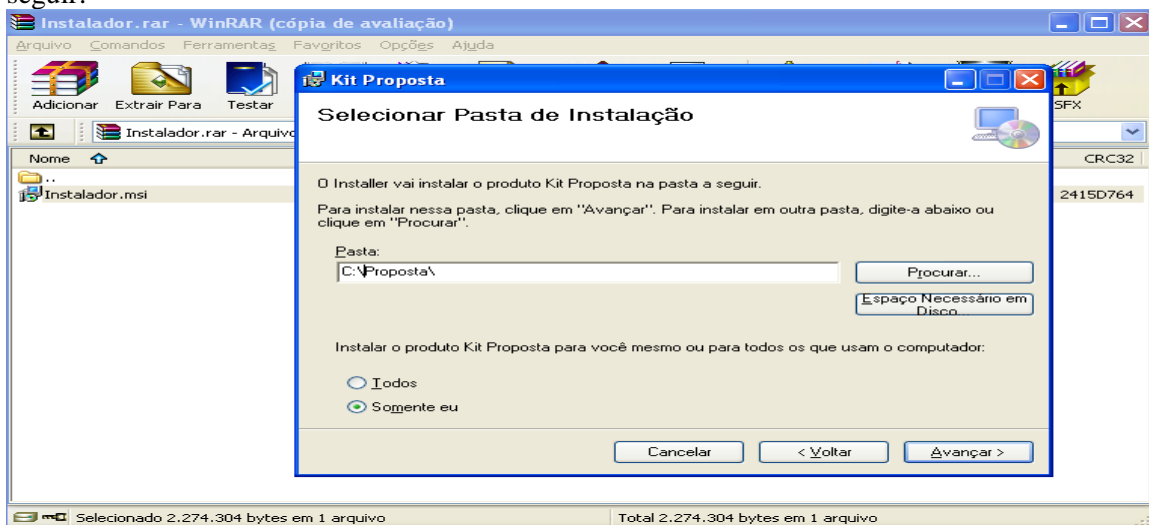 seguir:
Instalador.rar - WinRAR (cópia de avaliação)
Arquivo Comandos Ferramentas Favoritos Opções Ajuda
Adicionar Extrair Para Testar SFX
Instalador.rar - Arquivo
Nome CRC32
..
Instalador.msi 2415D764
Kit Proposta
Selecionar Pasta de Instalação
O Installer vai instalar o produto Kit Proposta na pasta a seguir.
Para instalar nessa pasta, clique em "Avançar". Para instalar em outra pasta, digite-a abaixo ou
clique em "Procurar".
Pasta:
C:\Proposta\
Procurar...
Espaço Necessário em
Disco...
Instalar o produto Kit Proposta para você mesmo ou para todos os que usam o computador:
Todos
Somente eu
Cancelar < Voltar Avançar >
Selecionado 2.274.304 bytes em 1 arquivo Total 2.274.304 bytes em 1 arquivo